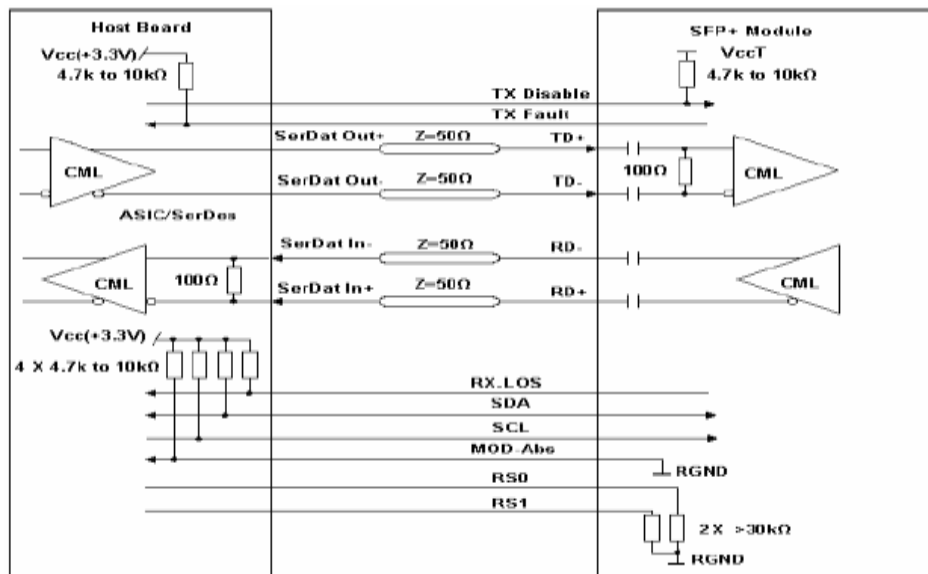 Host Board
SFP+ Module
Vcc(+3.3V)
4.7k to 10kΩ
VccT
4.7k to 10kΩ
TX Disable
TX Fault
SerDat Out+
Z=50Ω
TD+
CML
100Ω
CML
SerDat Out-
Z=50Ω
TD-
ASIC/SerDes
SerDat In-
Z=50Ω
RD-
CML
100Ω
CML
SerDat In+
Z=50Ω
RD+
Vcc(+3.3V)
4 X 4.7k to 10kΩ
RX-LOS
SDA
SCL
MOD-Abs
RGND
RS0
RS1
2X >30kΩ
RGND